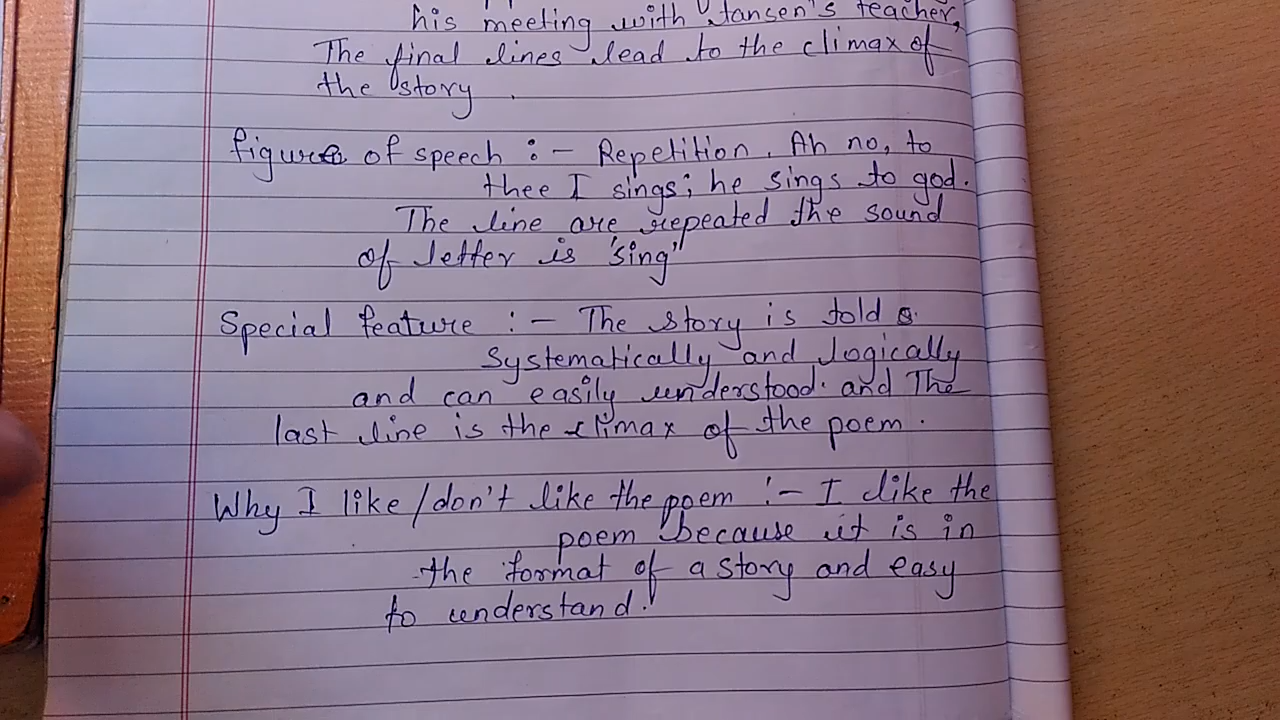 his meeting with Tansen's teacher,
The final lines lead to the climax of
the story .
figure of speech :- Repetition. Ah no, to
thee I sings; he sings to god.
The line are repeated the sound
of letter is 'sing'
Special feature :- The story is told
systematically and logically
and can easily understood. and The
last line is the climax of the poem .
Why I like/don't like the poem :- I like the
poem because it is in
the format of a story and easy
to understand.